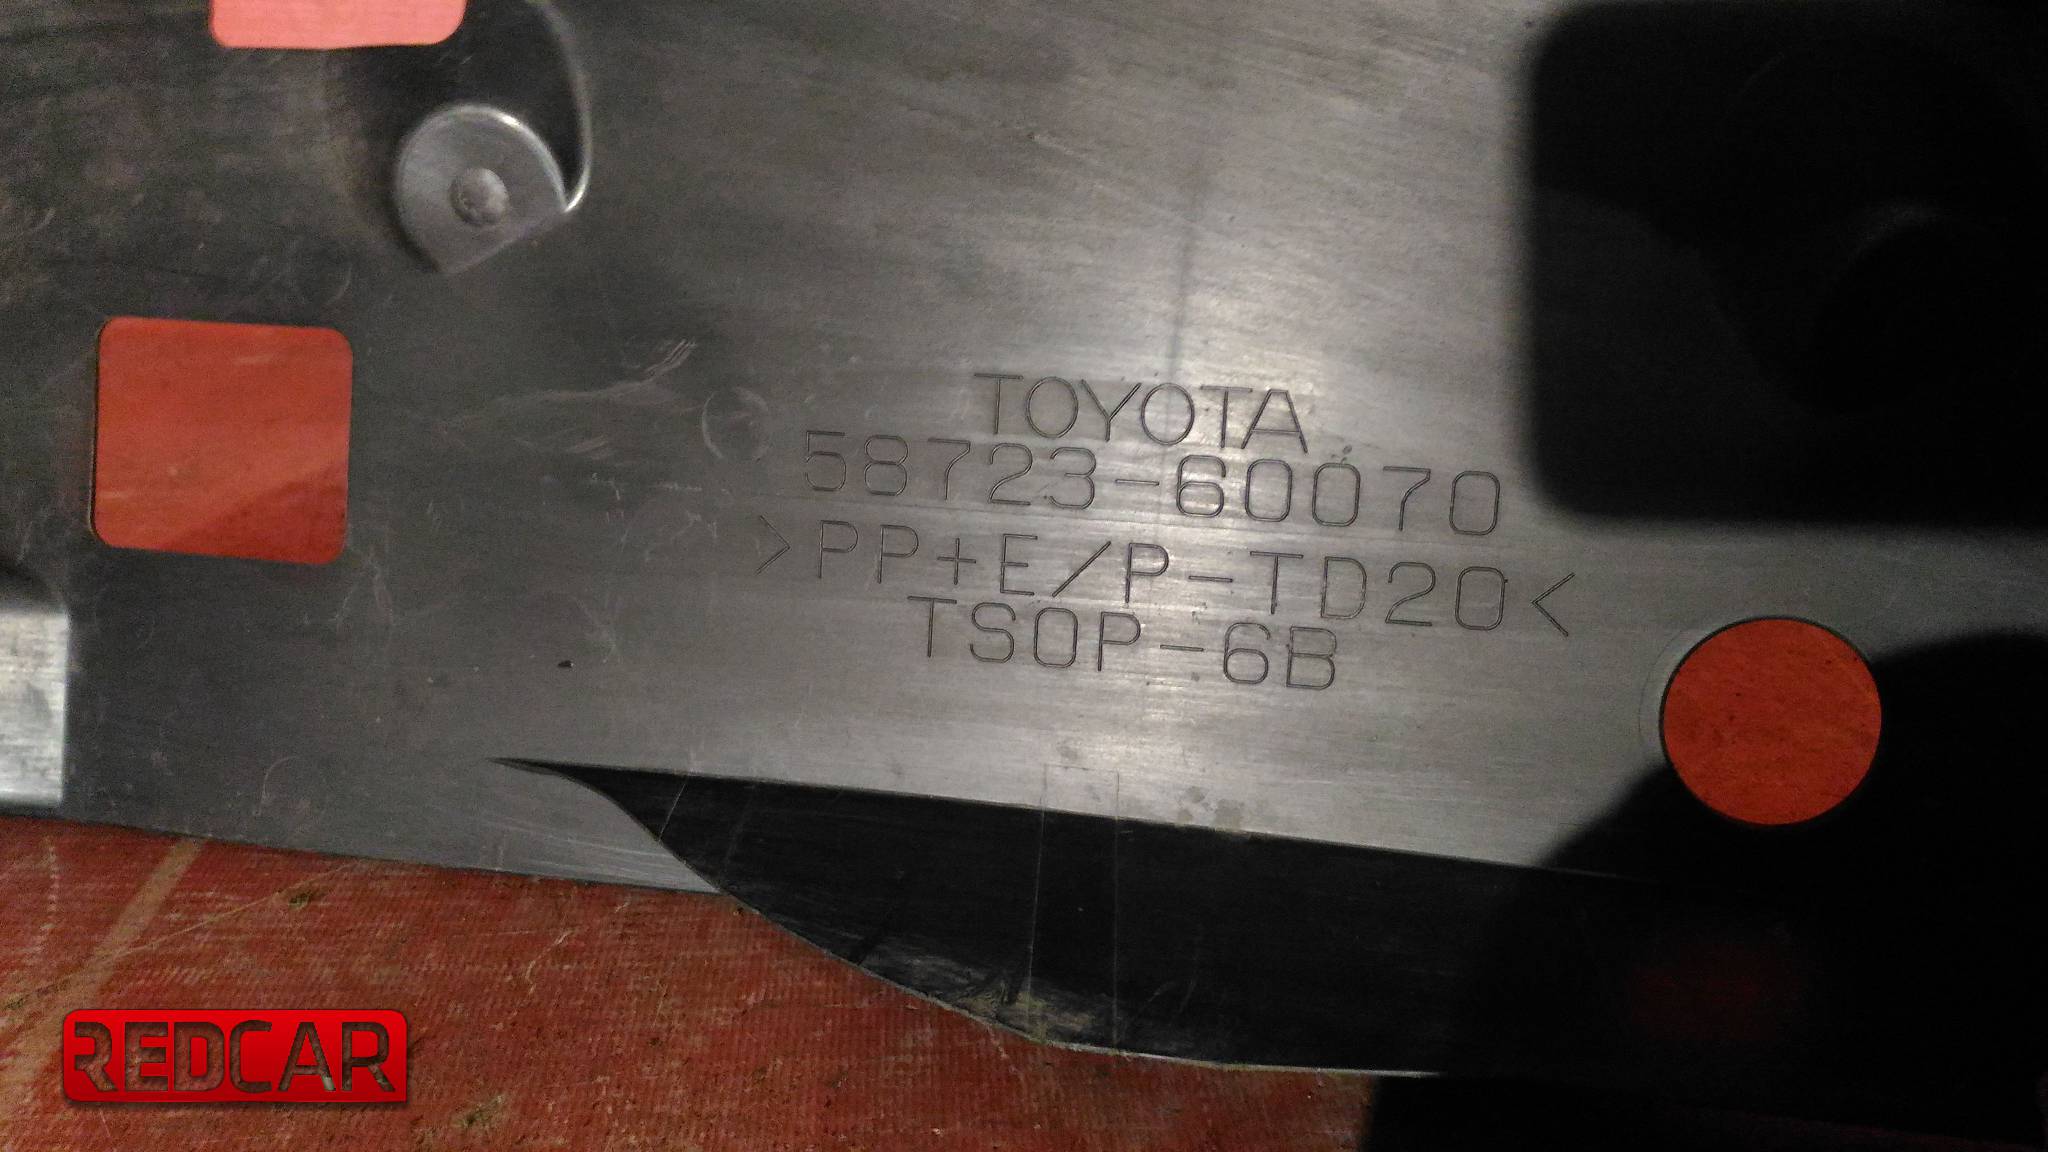 TOYOTA
58723-60070
>PP+E/P-TD20<
TSOP-6B
REDCAR